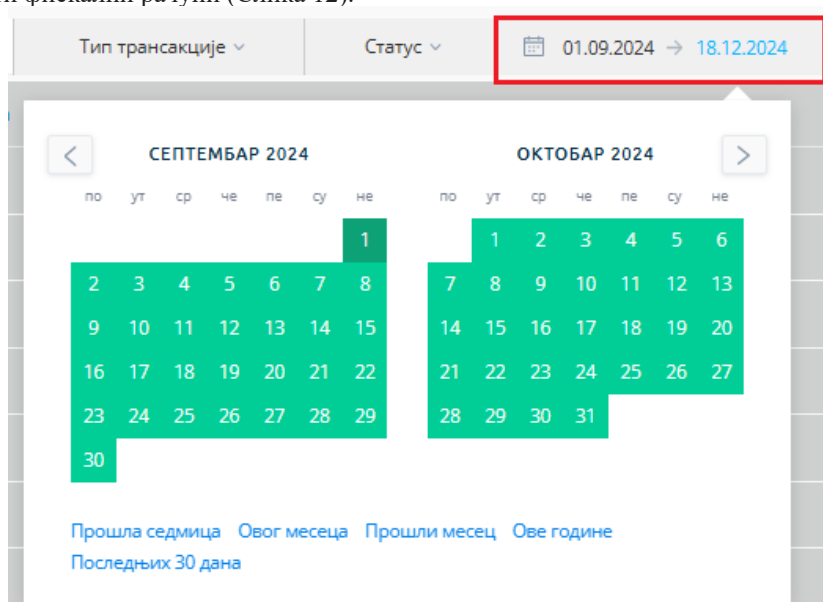 фискални рачуни (Слика 12).
Тип трансакције Статус 01.09.2024 → 18.12.2024
СЕПТЕМБАР 2024 ОКТОБАР 2024
по ут ср че пе су не по ут ср че пе су не
1 1 2 3 4 5 6
2 3 4 5 6 7 8 7 8 9 10 11 12 13
9 10 11 12 13 14 15 14 15 16 17 18 19 20
16 17 18 19 20 21 22 21 22 23 24 25 26 27
23 24 25 26 27 28 29 28 29 30 31
30
Прошла седмица Овог месеца Прошли месец Ове године
Последњих 30 дана